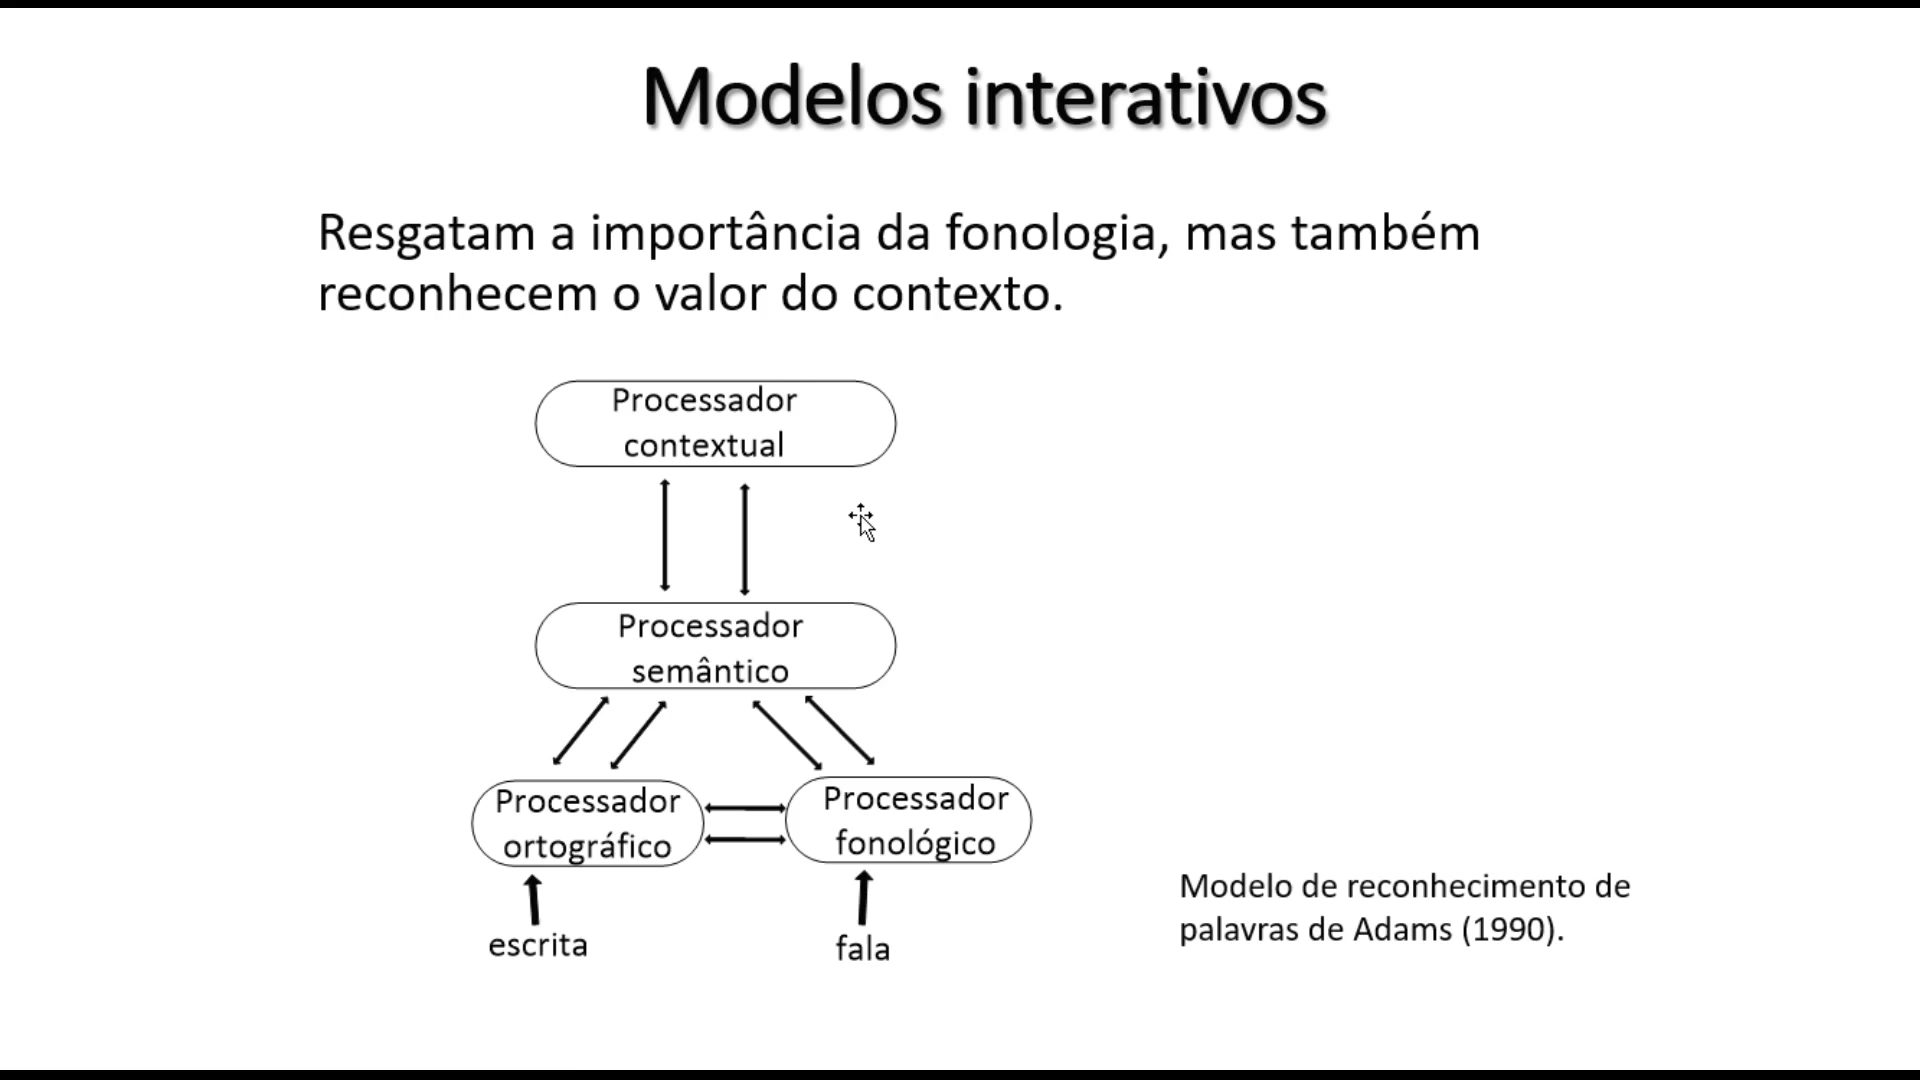 Modelos interativos
Resgatam a importância da fonologia, mas também
reconhecem o valor do contexto.
Processador
contextual
Processador
semântico
Processador
ortográfico
Processador
fonológico
escrita
fala
Modelo de reconhecimento de
palavras de Adams (1990).